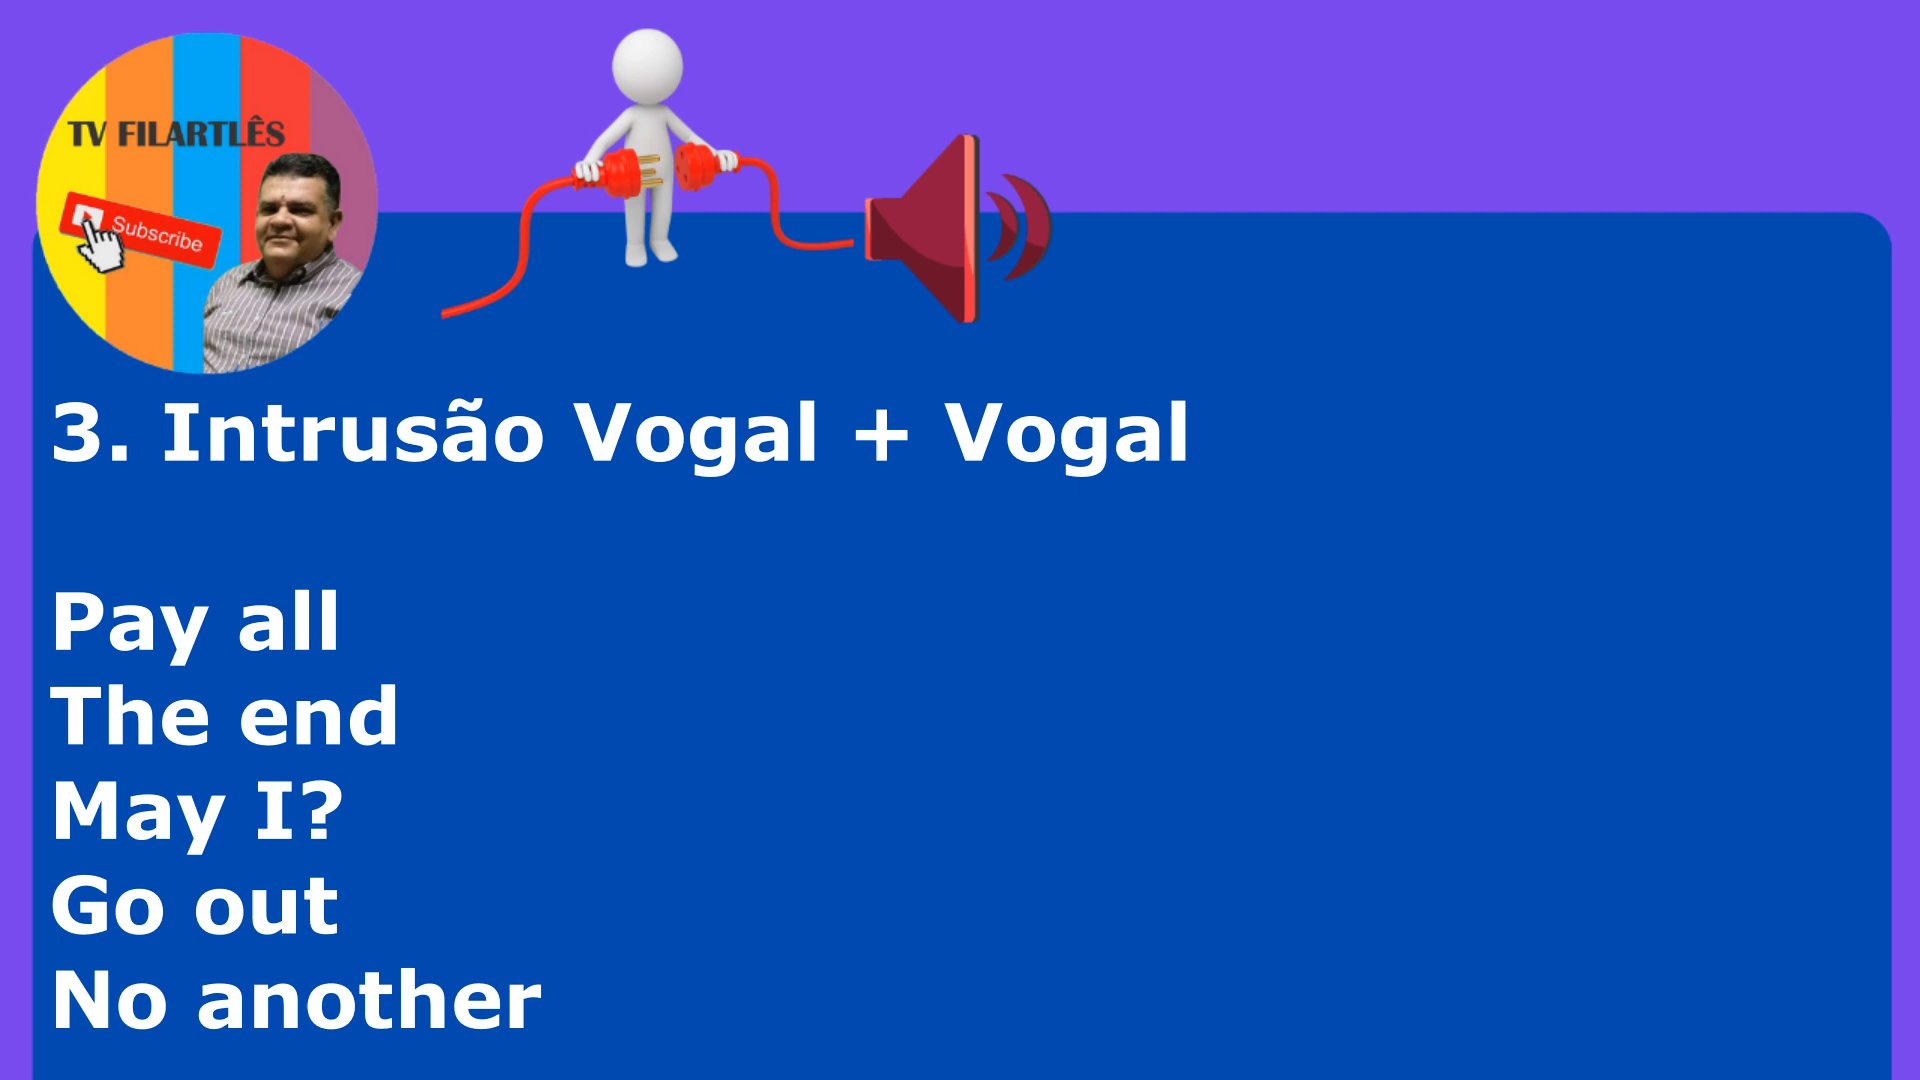 TV FILARTLÊS
Subscribe
3. Intrusão Vogal + Vogal
Pay all
The end
May I?
Go out
No another